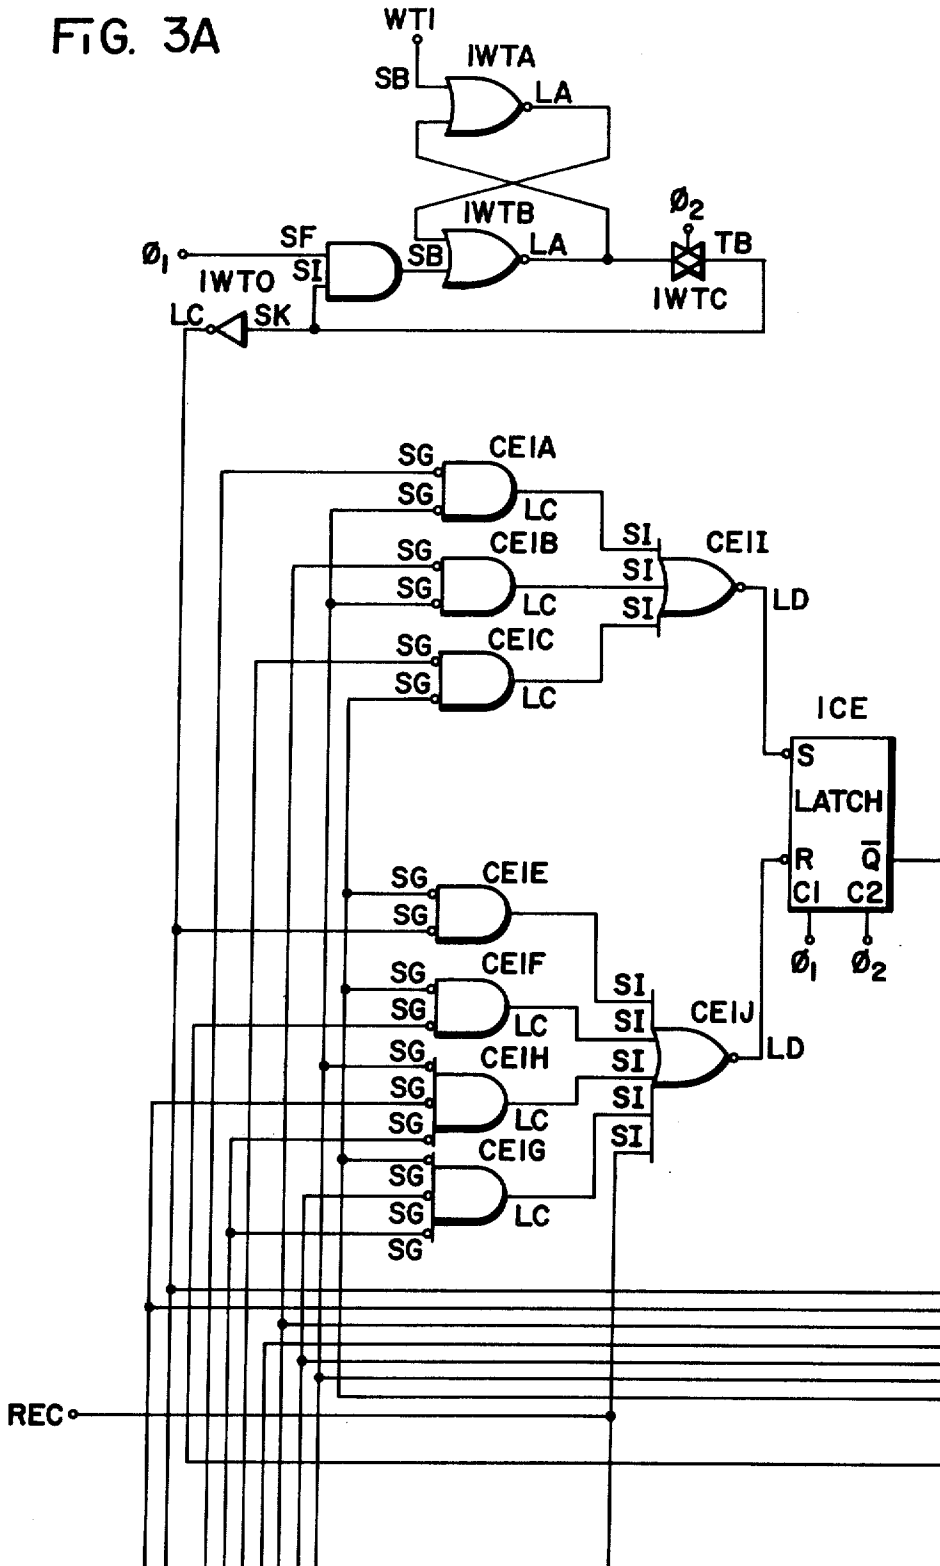 FIG. 3A
WTI
IWTA
SB
LA
IWTB
Ø2
SF
SB
LA
TB
Ø1
SI
IWTO
IWTC
LC
SK
CEIA
SG
SG
LC
CEIB
SI
CEII
SG
SI
SG
LC
SI
LD
CEIC
SG
SG
LC
ICE
S
LATCH
CEIE
R
Q̅
SG
C1
C2
SG
Ø1
Ø2
CEIF
SG
SI
SG
LC
SI
CEIJ
CEIH
SG
SI
LD
SG
LC
SI
SG
CEIG
SI
SG
SG
LC
SG
REC